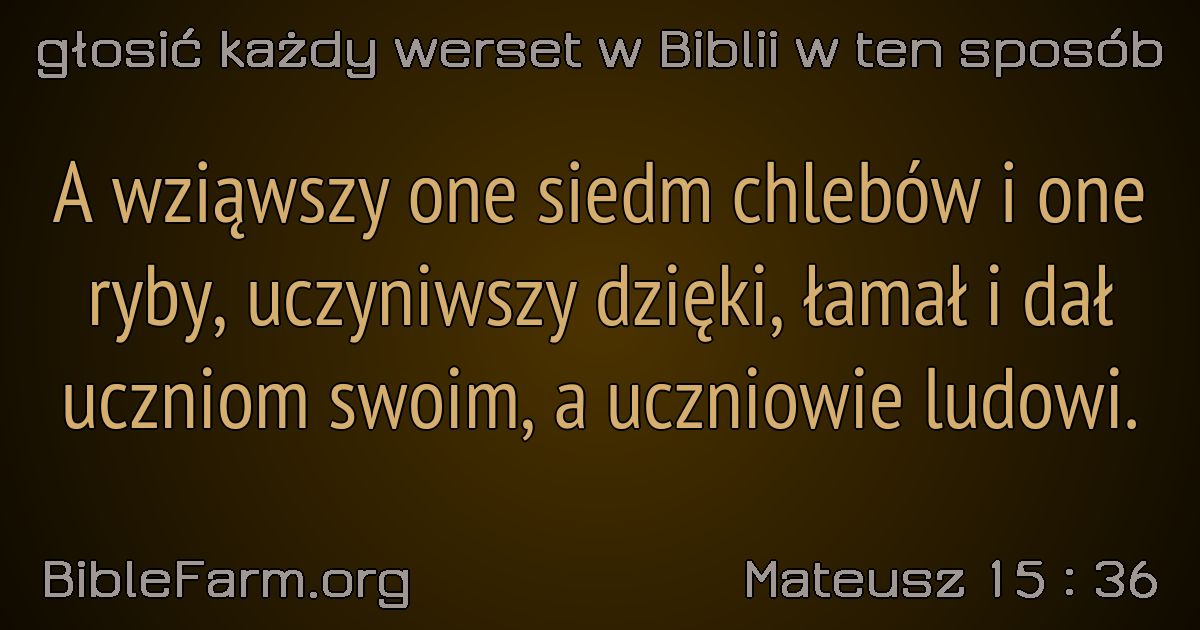 głosić każdy werset w Biblii w ten sposób
A wziąwszy one siedm chlebów i one
ryby, uczyniwszy dzięki, łamał i dał
uczniom swoim, a uczniowie ludowi.
BibleFarm.org
Mateusz 15 : 36